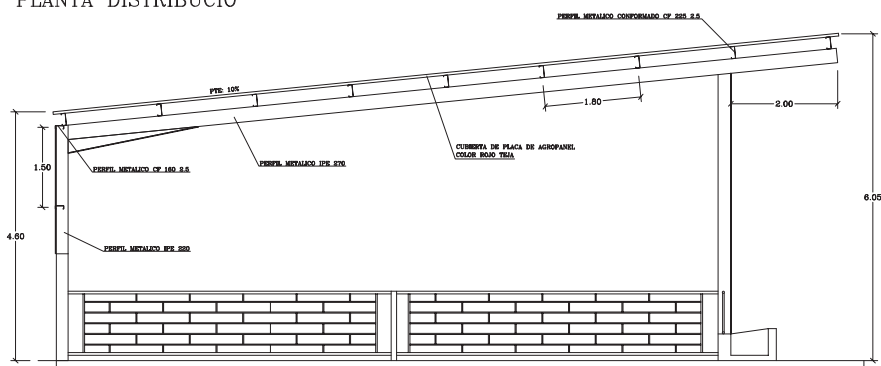 PLANTA DISTRIBUCIO
PERFIL METALICO CONFORMADO CF 225 2.5
PTE: 10%
1.80
2.00
CUBIERTA DE PLACA DE AGROPANEL
COLOR ROJO TEJA
PERFIL METALICO IPE 270
PERFIL METALICO CF 160 2.5
1.50
6.05
4.60
PERFIL METALICO IPE 220